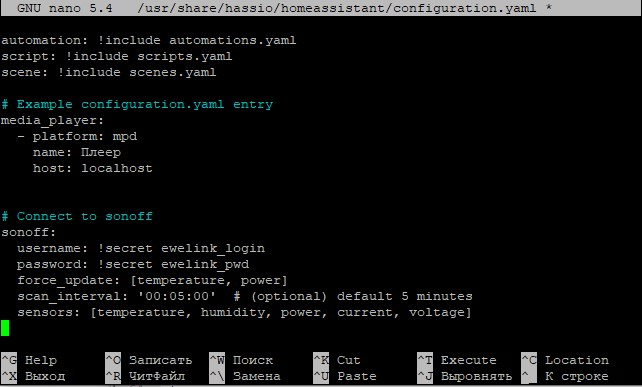 GNU nano 5.4   /usr/share/hassio/homeassistant/configuration.yaml *
automation: !include automations.yaml
script: !include scripts.yaml
scene: !include scenes.yaml
# Example configuration.yaml entry
media_player:
  - platform: mpd
    name: Плеер
    host: localhost
# Connect to sonoff
sonoff:
  username: !secret ewelink_login
  password: !secret ewelink_pwd
  force_update: [temperature, power]
  scan_interval: '00:05:00'  # (optional) default 5 minutes
  sensors: [temperature, humidity, power, current, voltage]
^G Help ^O Записать ^W Поиск ^K Cut ^T Execute ^C Location
^X Выход ^R ЧитФайл ^\ Замена ^U Paste ^J Выровнять ^_ К строке